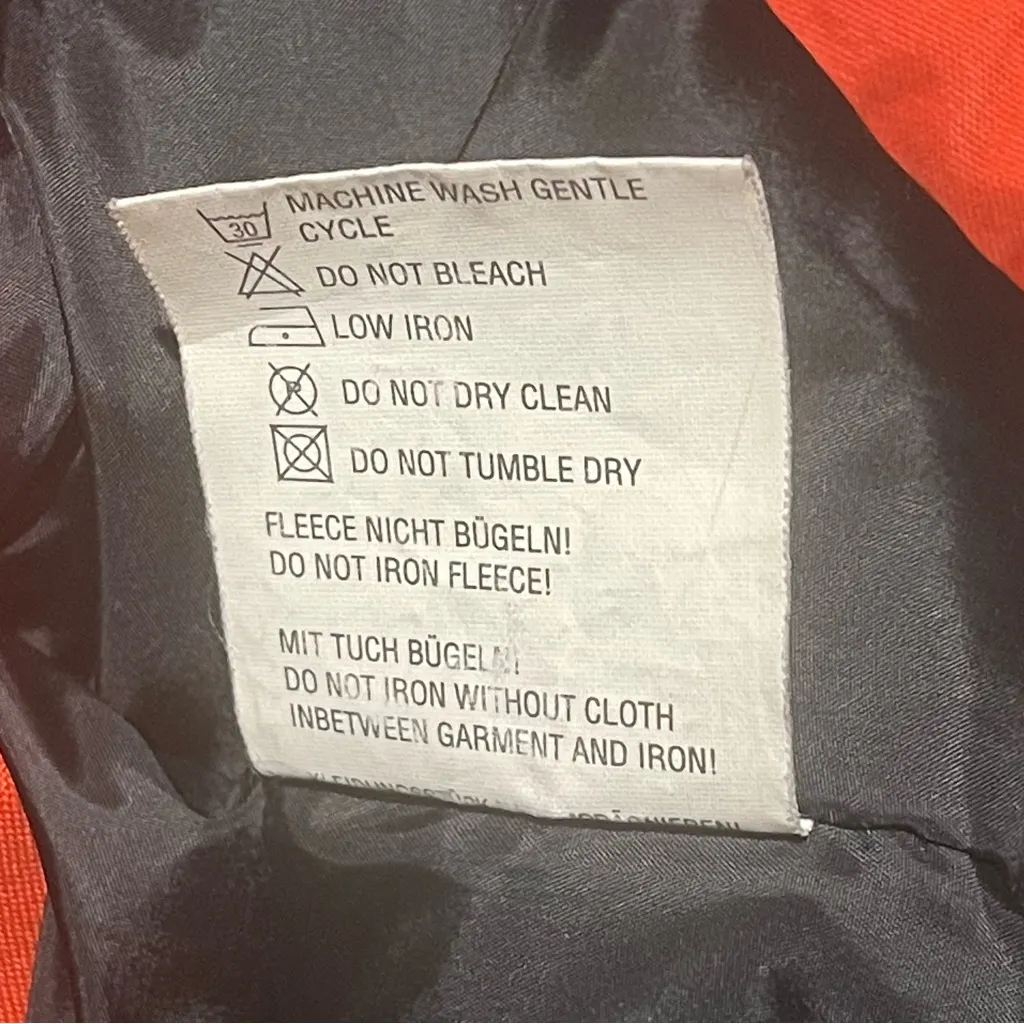 30 MACHINE WASH GENTLE
CYCLE
DO NOT BLEACH
LOW IRON
P DO NOT DRY CLEAN
DO NOT TUMBLE DRY
FLEECE NICHT BÜGELN!
DO NOT IRON FLEECE!
MIT TUCH BÜGELN!
DO NOT IRON WITHOUT CLOTH
INBETWEEN GARMENT AND IRON!